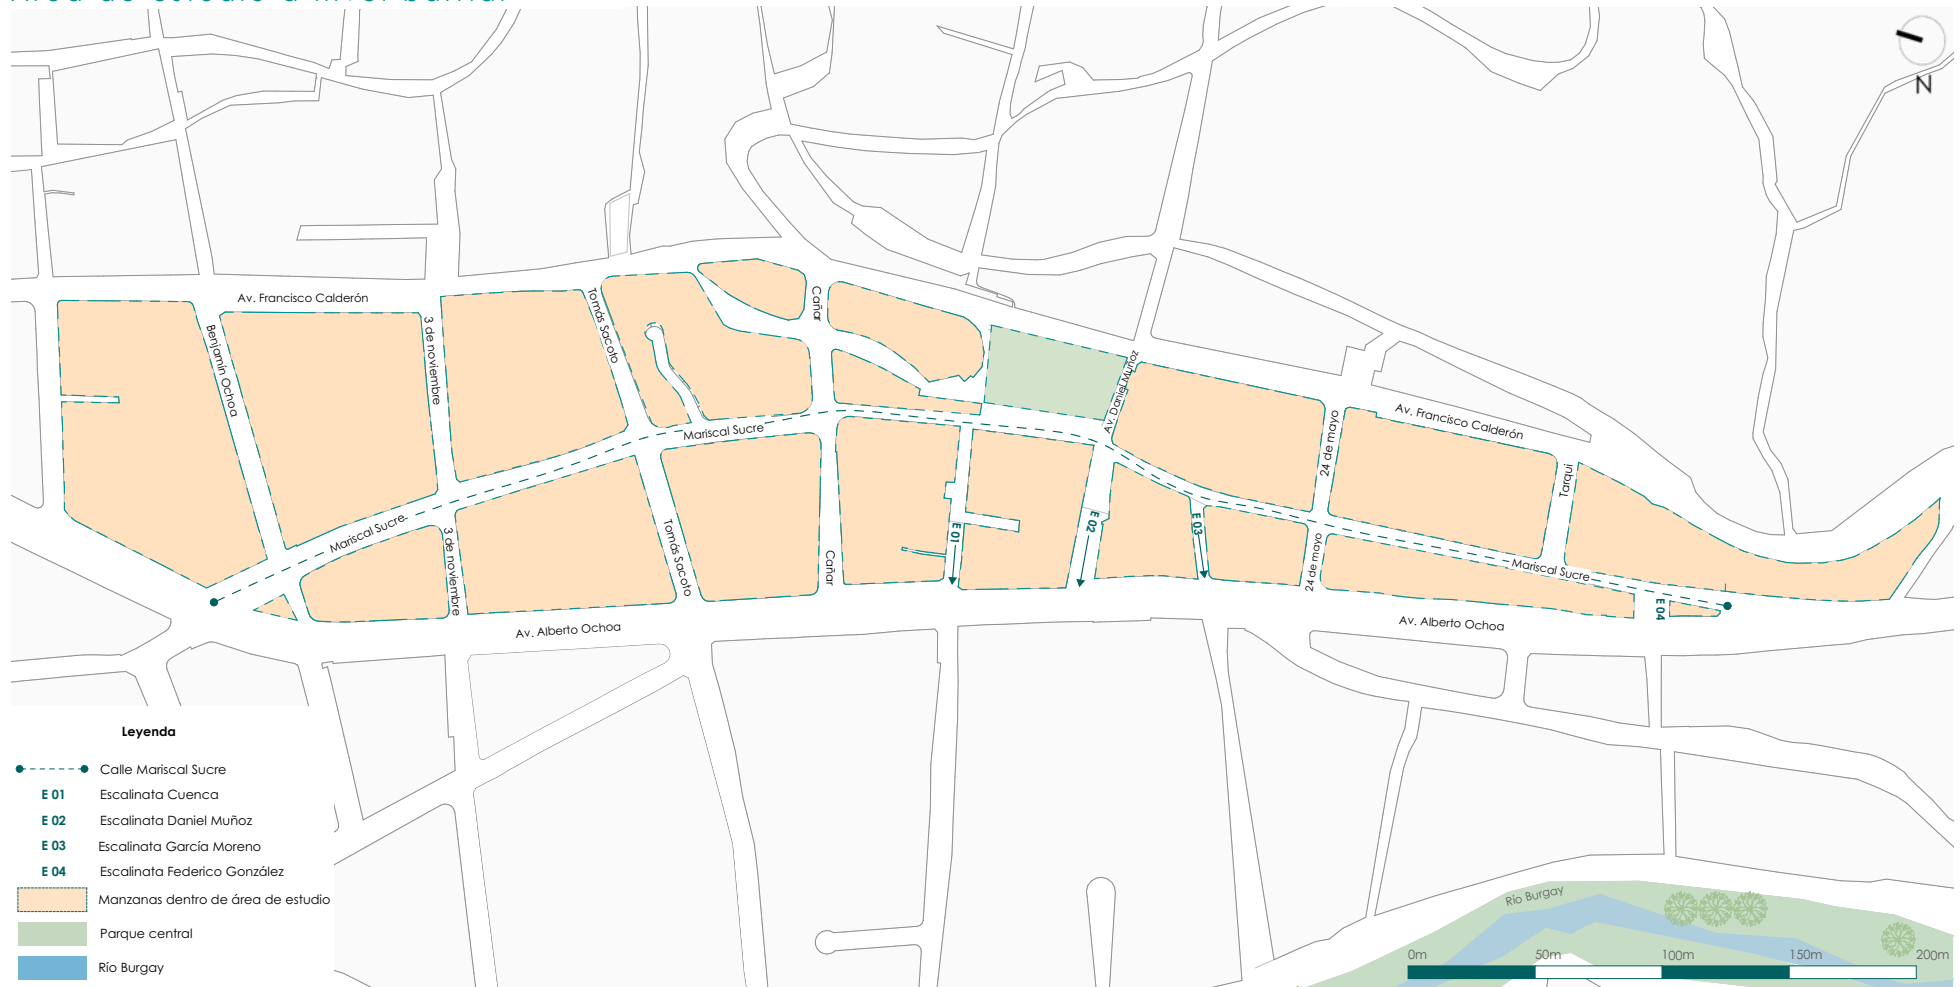 N
Av. Francisco Calderón
Benjamín Ochoa
3 de noviembre
Tomás Sacoto
Cañar
Av. Daniel Muñoz
24 de mayo
Av. Francisco Calderón
Tarqui
Mariscal Sucre
Mariscal Sucre
Mariscal Sucre
3 de noviembre
Tomás Sacoto
Cañar
E 01
E 02
E 03
24 de mayo
E 04
Av. Alberto Ochoa
Av. Alberto Ochoa
Leyenda
Calle Mariscal Sucre
E 01 Escalinata Cuenca
E 02 Escalinata Daniel Muñoz
E 03 Escalinata García Moreno
E 04 Escalinata Federico González
Manzanas dentro de área de estudio
Parque central
Río Burgay
Río Burgay
0m 50m 100m 150m 200m